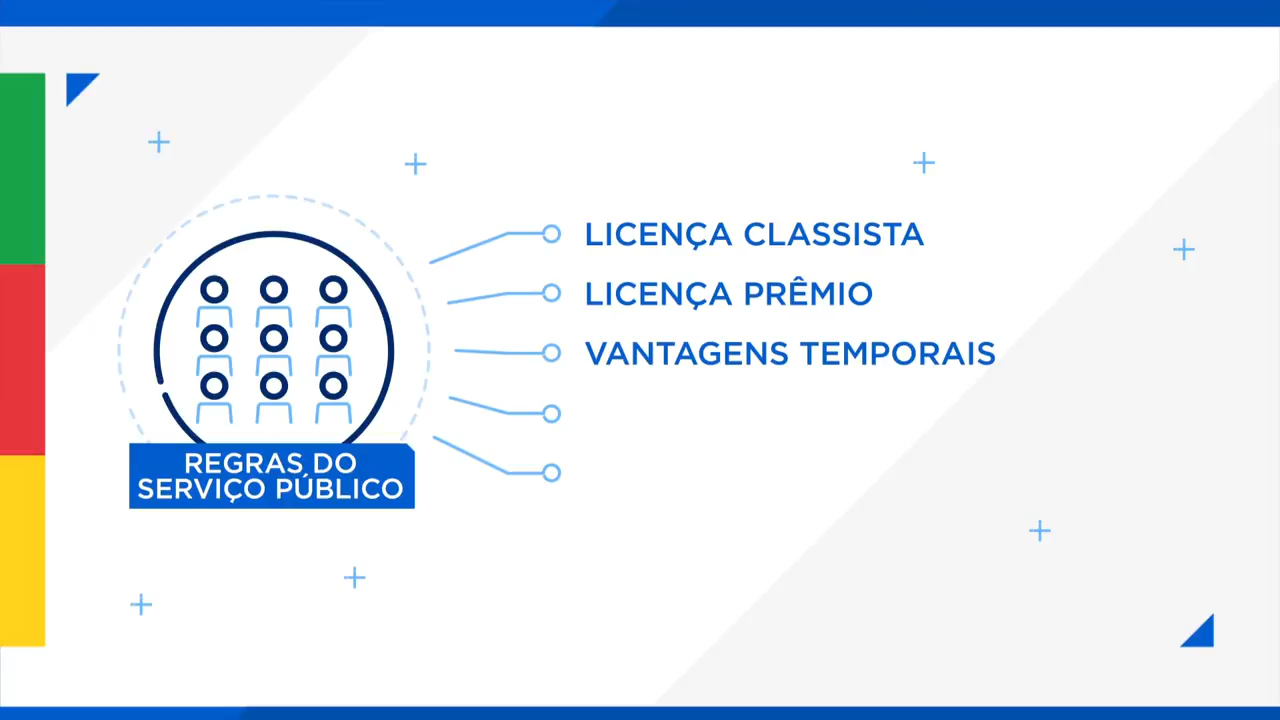 LICENÇA CLASSISTA
LICENÇA PRÊMIO
VANTAGENS TEMPORAIS
REGRAS DO
SERVIÇO PÚBLICO